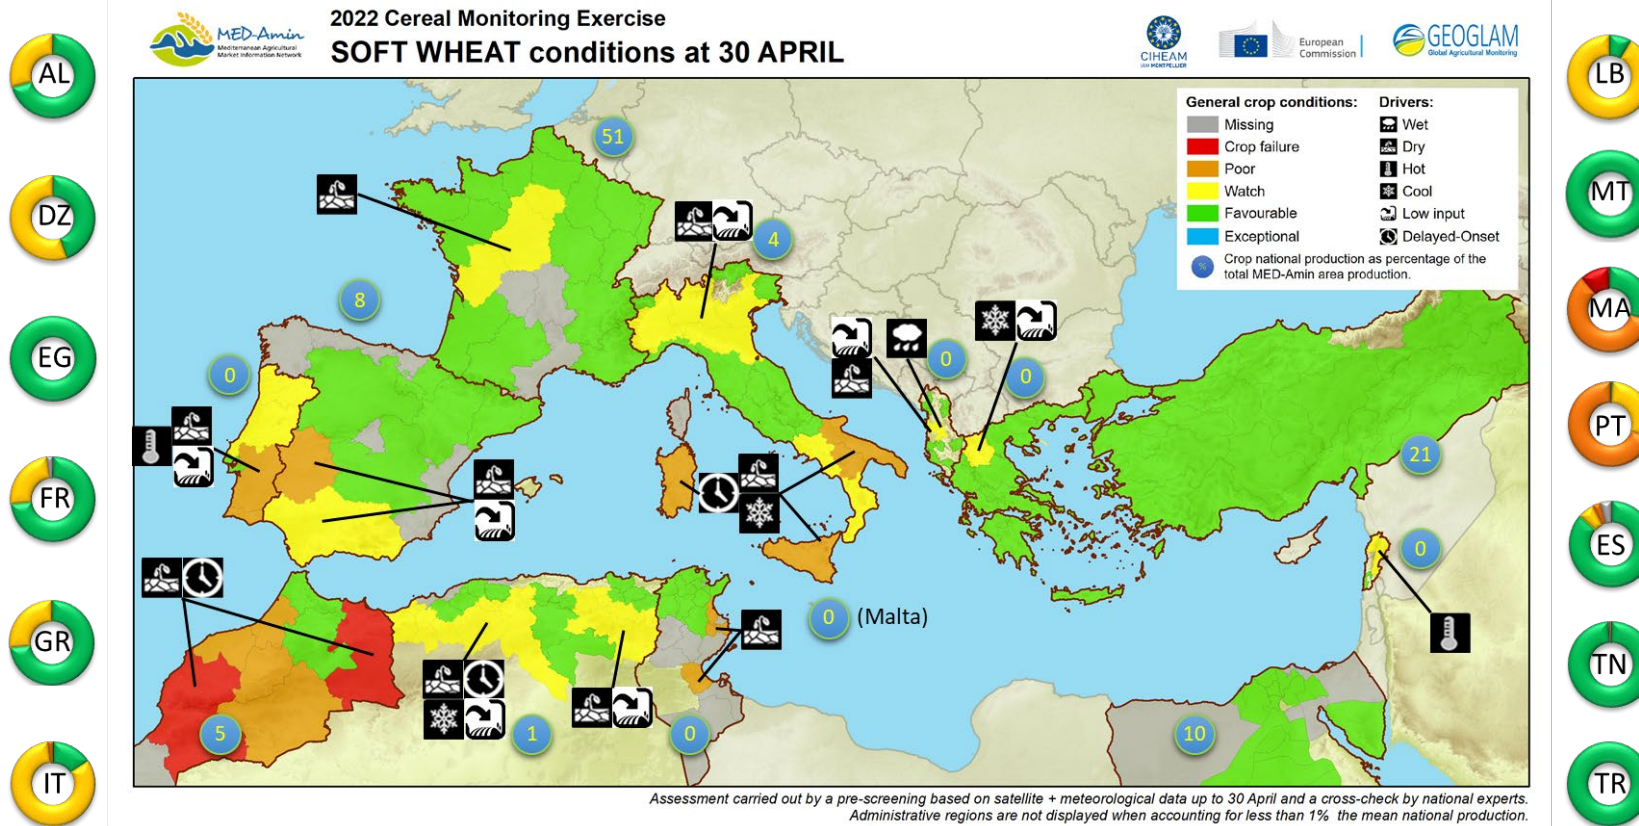 MED-Amin
Mediterranean Agricultural
Market Information Network
2022 Cereal Monitoring Exercise
SOFT WHEAT conditions at 30 APRIL
CIHEAM
IAM MONTPELLIER
European
Commission
GEOGLAM
Global Agricultural Monitoring
AL
DZ
EG
FR
GR
IT
General crop conditions:
Missing
Crop failure
Poor
Watch
Favourable
Exceptional
Drivers:
Wet
Dry
Hot
Cool
Low input
Delayed-Onset
% Crop national production as percentage of the
total MED-Amin area production.
51
4
8
0
0
0
21
0
0 (Malta)
5
1
0
10
LB
MT
MA
PT
ES
TN
TR
Assessment carried out by a pre-screening based on satellite + meteorological data up to 30 April and a cross-check by national experts.
Administrative regions are not displayed when accounting for less than 1% the mean national production.